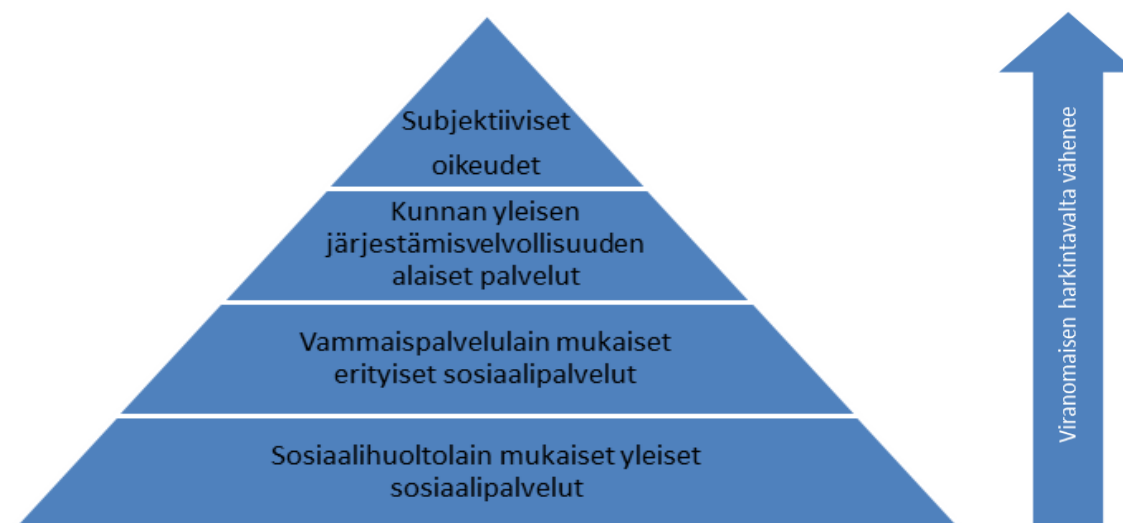 Subjektiiviset
oikeudet
Kunnan yleisen
järjestämisvelvollisuuden
alaiset palvelut
Vammaispalvelulain mukaiset
erityiset sosiaalipalvelut
Sosiaalihuoltolain mukaiset yleiset
sosiaalipalvelut
Viranomaisen harkintavalta vähenee